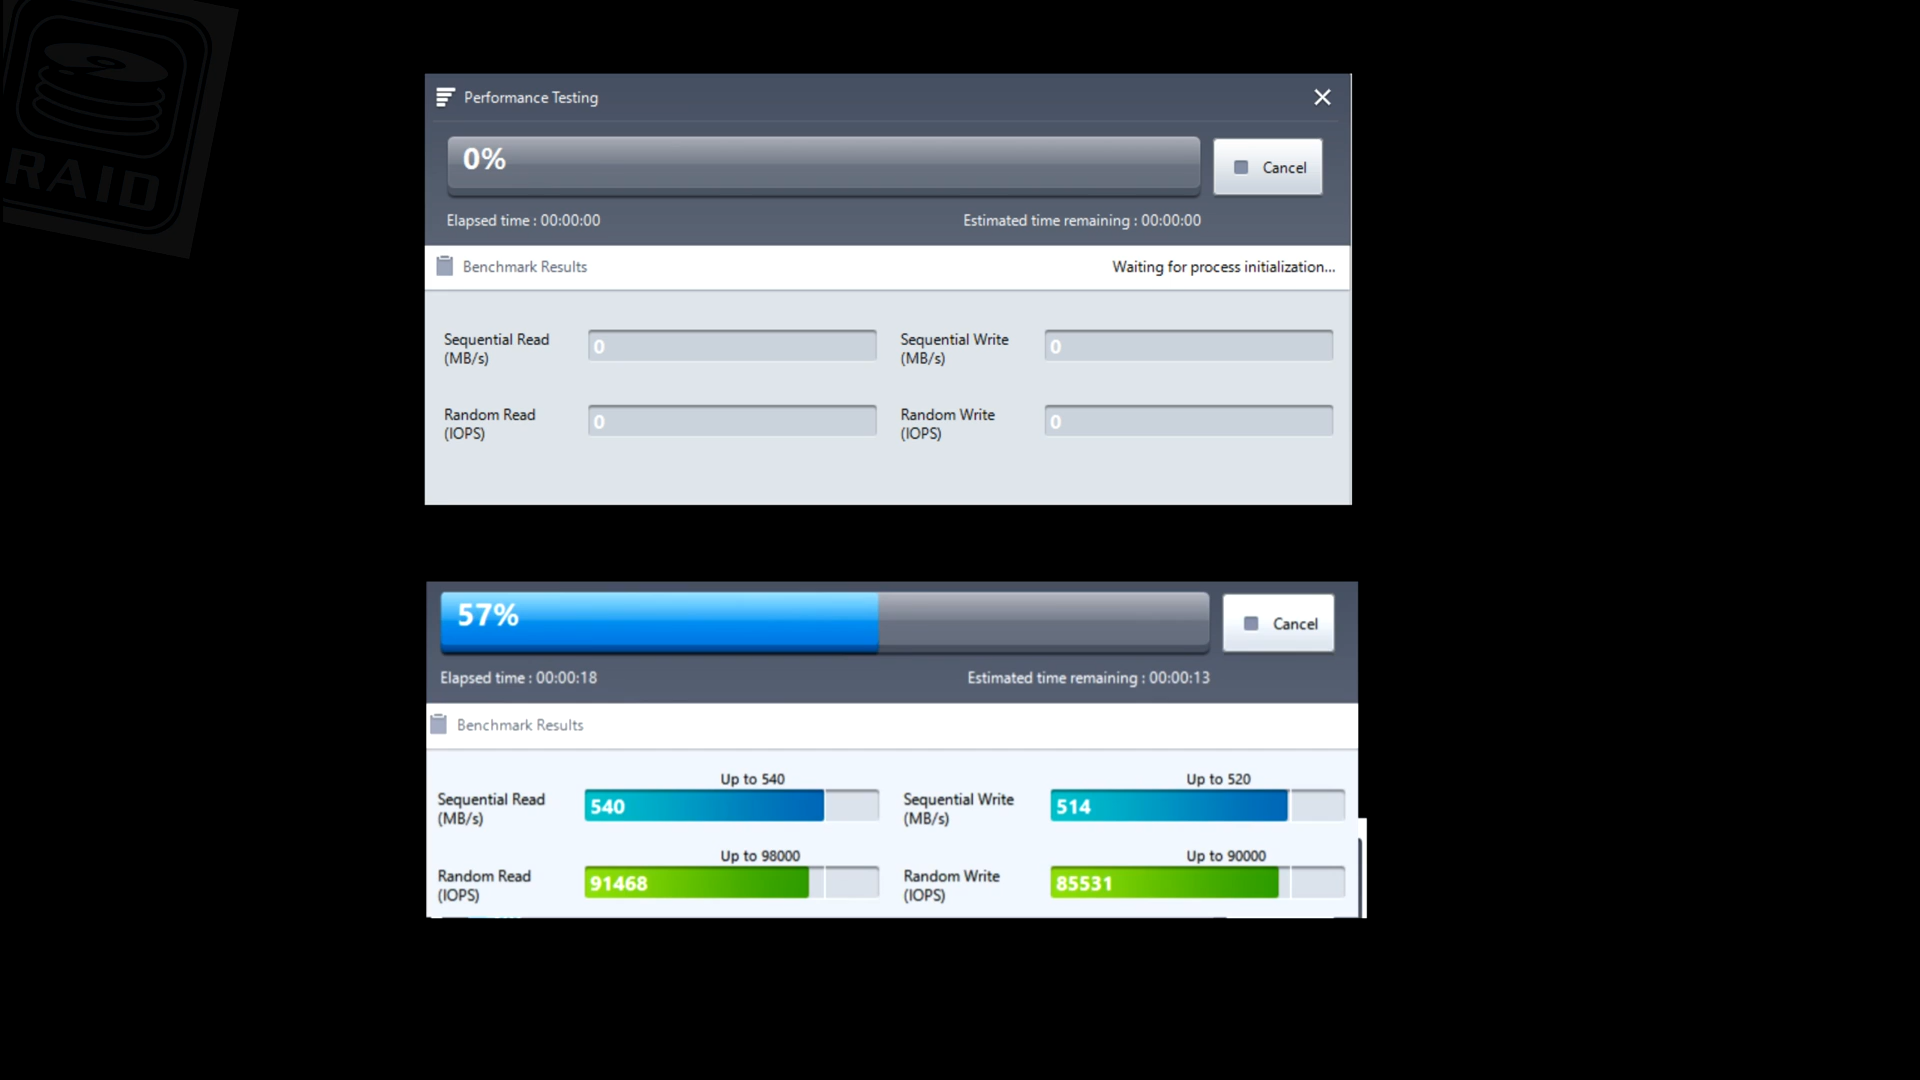 RAID
Performance Testing
0%
Cancel
Elapsed time : 00:00:00
Estimated time remaining : 00:00:00
Benchmark Results
Waiting for process initialization...
Sequential Read
(MB/s)
0
Sequential Write
(MB/s)
0
Random Read
(IOPS)
0
Random Write
(IOPS)
0
57%
Cancel
Elapsed time : 00:00:18
Estimated time remaining : 00:00:13
Benchmark Results
Up to 540
Sequential Read
(MB/s)
540
Up to 520
Sequential Write
(MB/s)
514
Up to 98000
Random Read
(IOPS)
91468
Up to 90000
Random Write
(IOPS)
85531